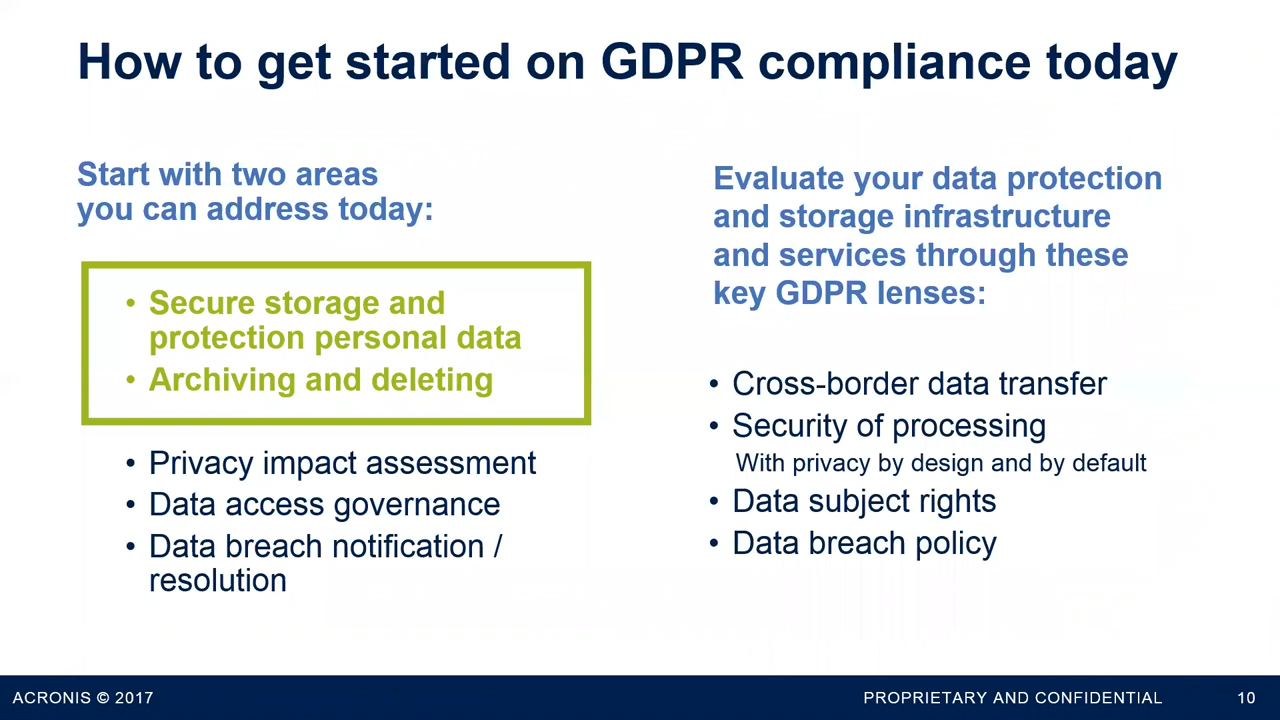 How to get started on GDPR compliance today
Start with two areas
you can address today:
• Secure storage and
protection personal data
• Archiving and deleting
• Privacy impact assessment
• Data access governance
• Data breach notification /
resolution
Evaluate your data protection
and storage infrastructure
and services through these
key GDPR lenses:
• Cross-border data transfer
• Security of processing
With privacy by design and by default
• Data subject rights
• Data breach policy
ACRONIS © 2017
PROPRIETARY AND CONFIDENTIAL
10